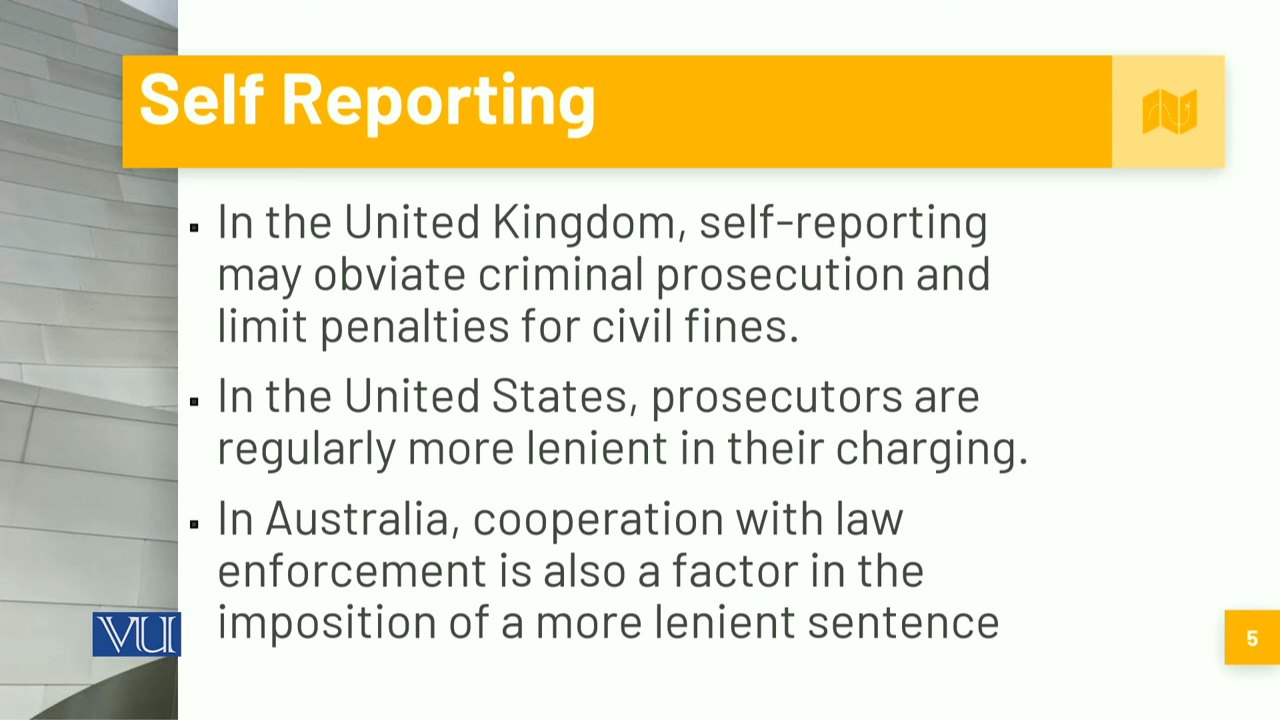 Self Reporting
▪ In the United Kingdom, self-reporting
may obviate criminal prosecution and
limit penalties for civil fines.
▪ In the United States, prosecutors are
regularly more lenient in their charging.
▪ In Australia, cooperation with law
enforcement is also a factor in the
imposition of a more lenient sentence
VU
5